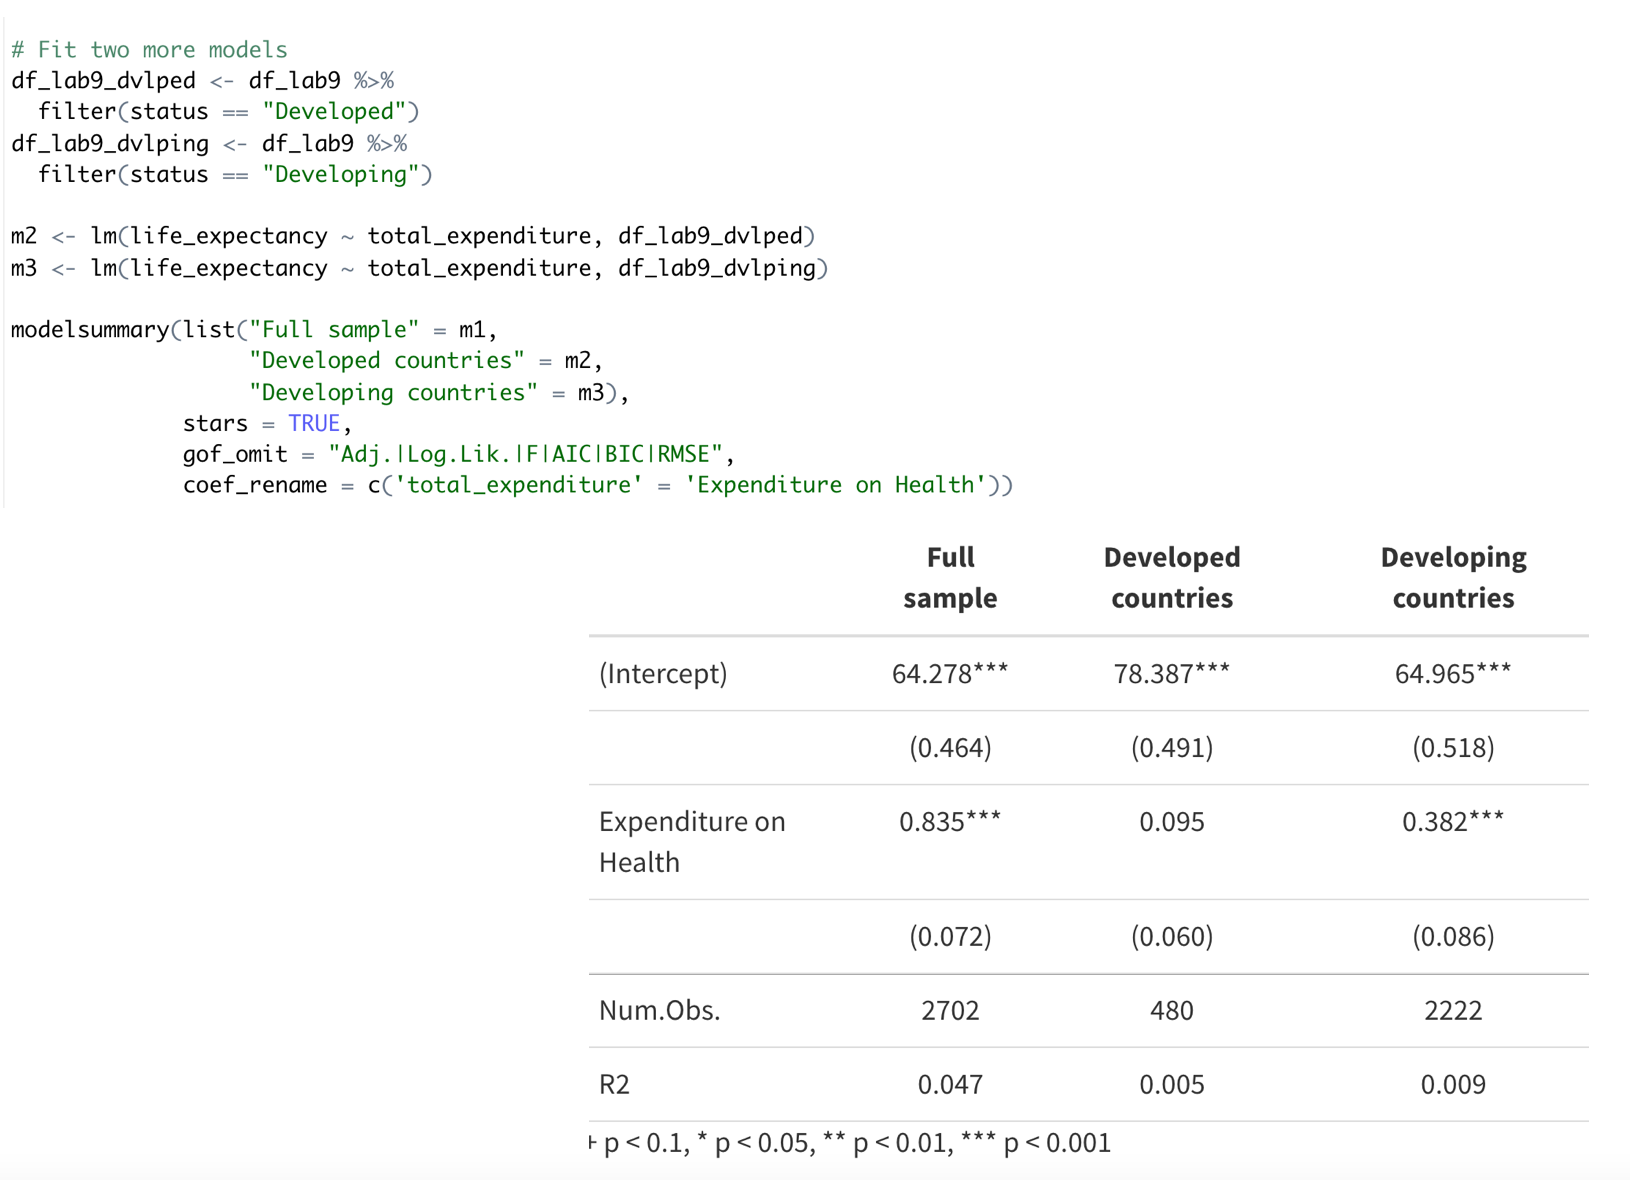 # Fit two more models
df_lab9_dvlped <- df_lab9 %>%
  filter(status == "Developed")
df_lab9_dvlping <- df_lab9 %>%
  filter(status == "Developing")

m2 <- lm(life_expectancy ~ total_expenditure, df_lab9_dvlped)
m3 <- lm(life_expectancy ~ total_expenditure, df_lab9_dvlping)

modelsummary(list("Full sample" = m1,
                  "Developed countries" = m2,
                  "Developing countries" = m3),
             stars = TRUE,
             gof_omit = "Adj.|Log.Lik.|F|AIC|BIC|RMSE",
             coef_rename = c('total_expenditure' = 'Expenditure on Health'))
Full Developed Developing
sample countries countries
(Intercept) 64.278*** 78.387*** 64.965***
(0.464) (0.491) (0.518)
Expenditure on 0.835*** 0.095 0.382***
Health
(0.072) (0.060) (0.086)
Num.Obs. 2702 480 2222
R2 0.047 0.005 0.009
+ p < 0.1, * p < 0.05, ** p < 0.01, *** p < 0.001